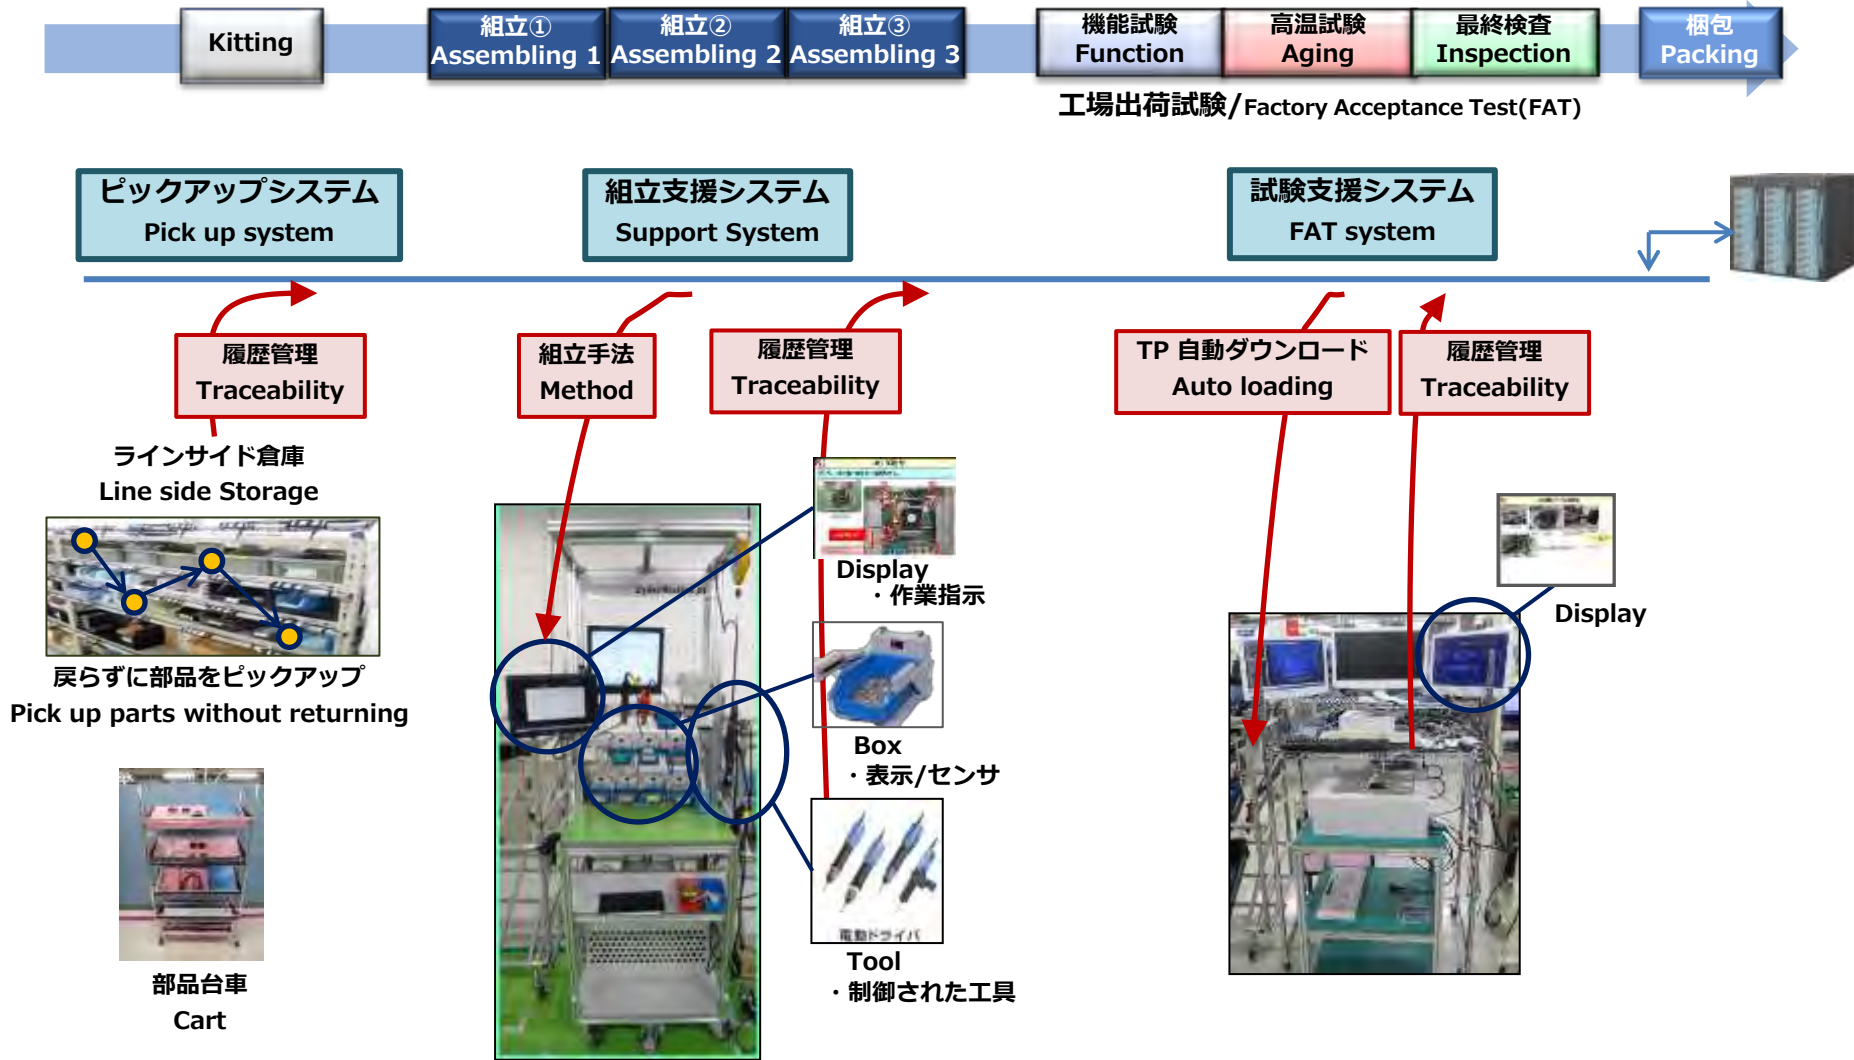 Kitting
組立①
Assembling 1
組立②
Assembling 2
組立③
Assembling 3
機能試験
Function
高温試験
Aging
最終検査
Inspection
梱包
Packing
工場出荷試験/Factory Acceptance Test(FAT)
ピックアップシステム
Pick up system
組立支援システム
Support System
試験支援システム
FAT system
履歴管理
Traceability
組立手法
Method
履歴管理
Traceability
TP 自動ダウンロード
Auto loading
履歴管理
Traceability
ラインサイド倉庫
Line side Storage
戻らずに部品をピックアップ
Pick up parts without returning
部品台車
Cart
Display
・作業指示
Box
・表示/センサ
電動ドライバ
Tool
・制御された工具
Display